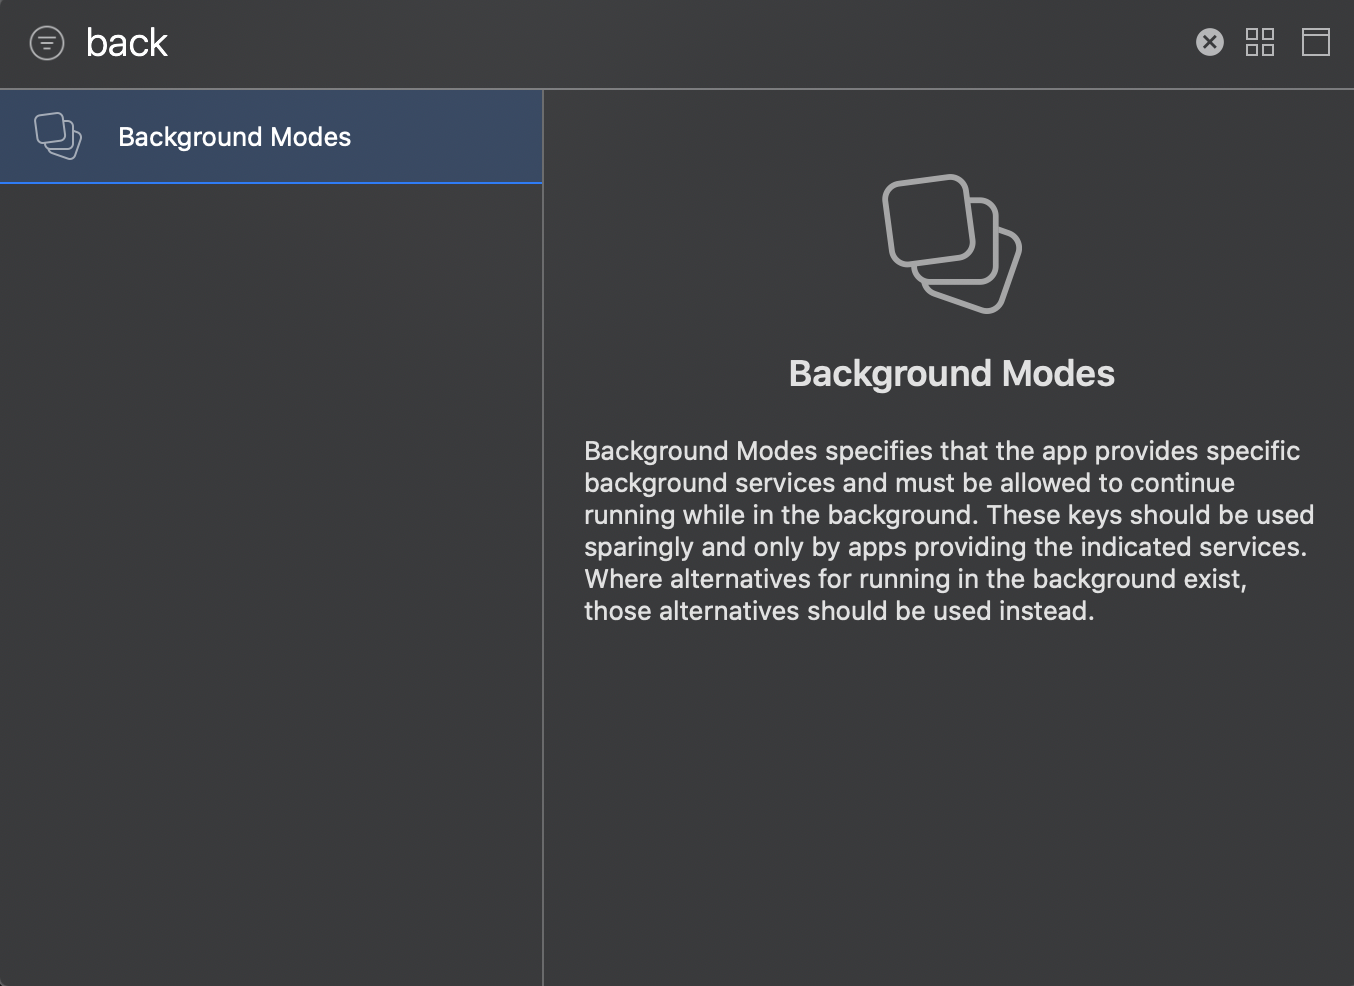 back
Background Modes
Background Modes
Background Modes specifies that the app provides specific
background services and must be allowed to continue
running while in the background. These keys should be used
sparingly and only by apps providing the indicated services.
Where alternatives for running in the background exist,
those alternatives should be used instead.